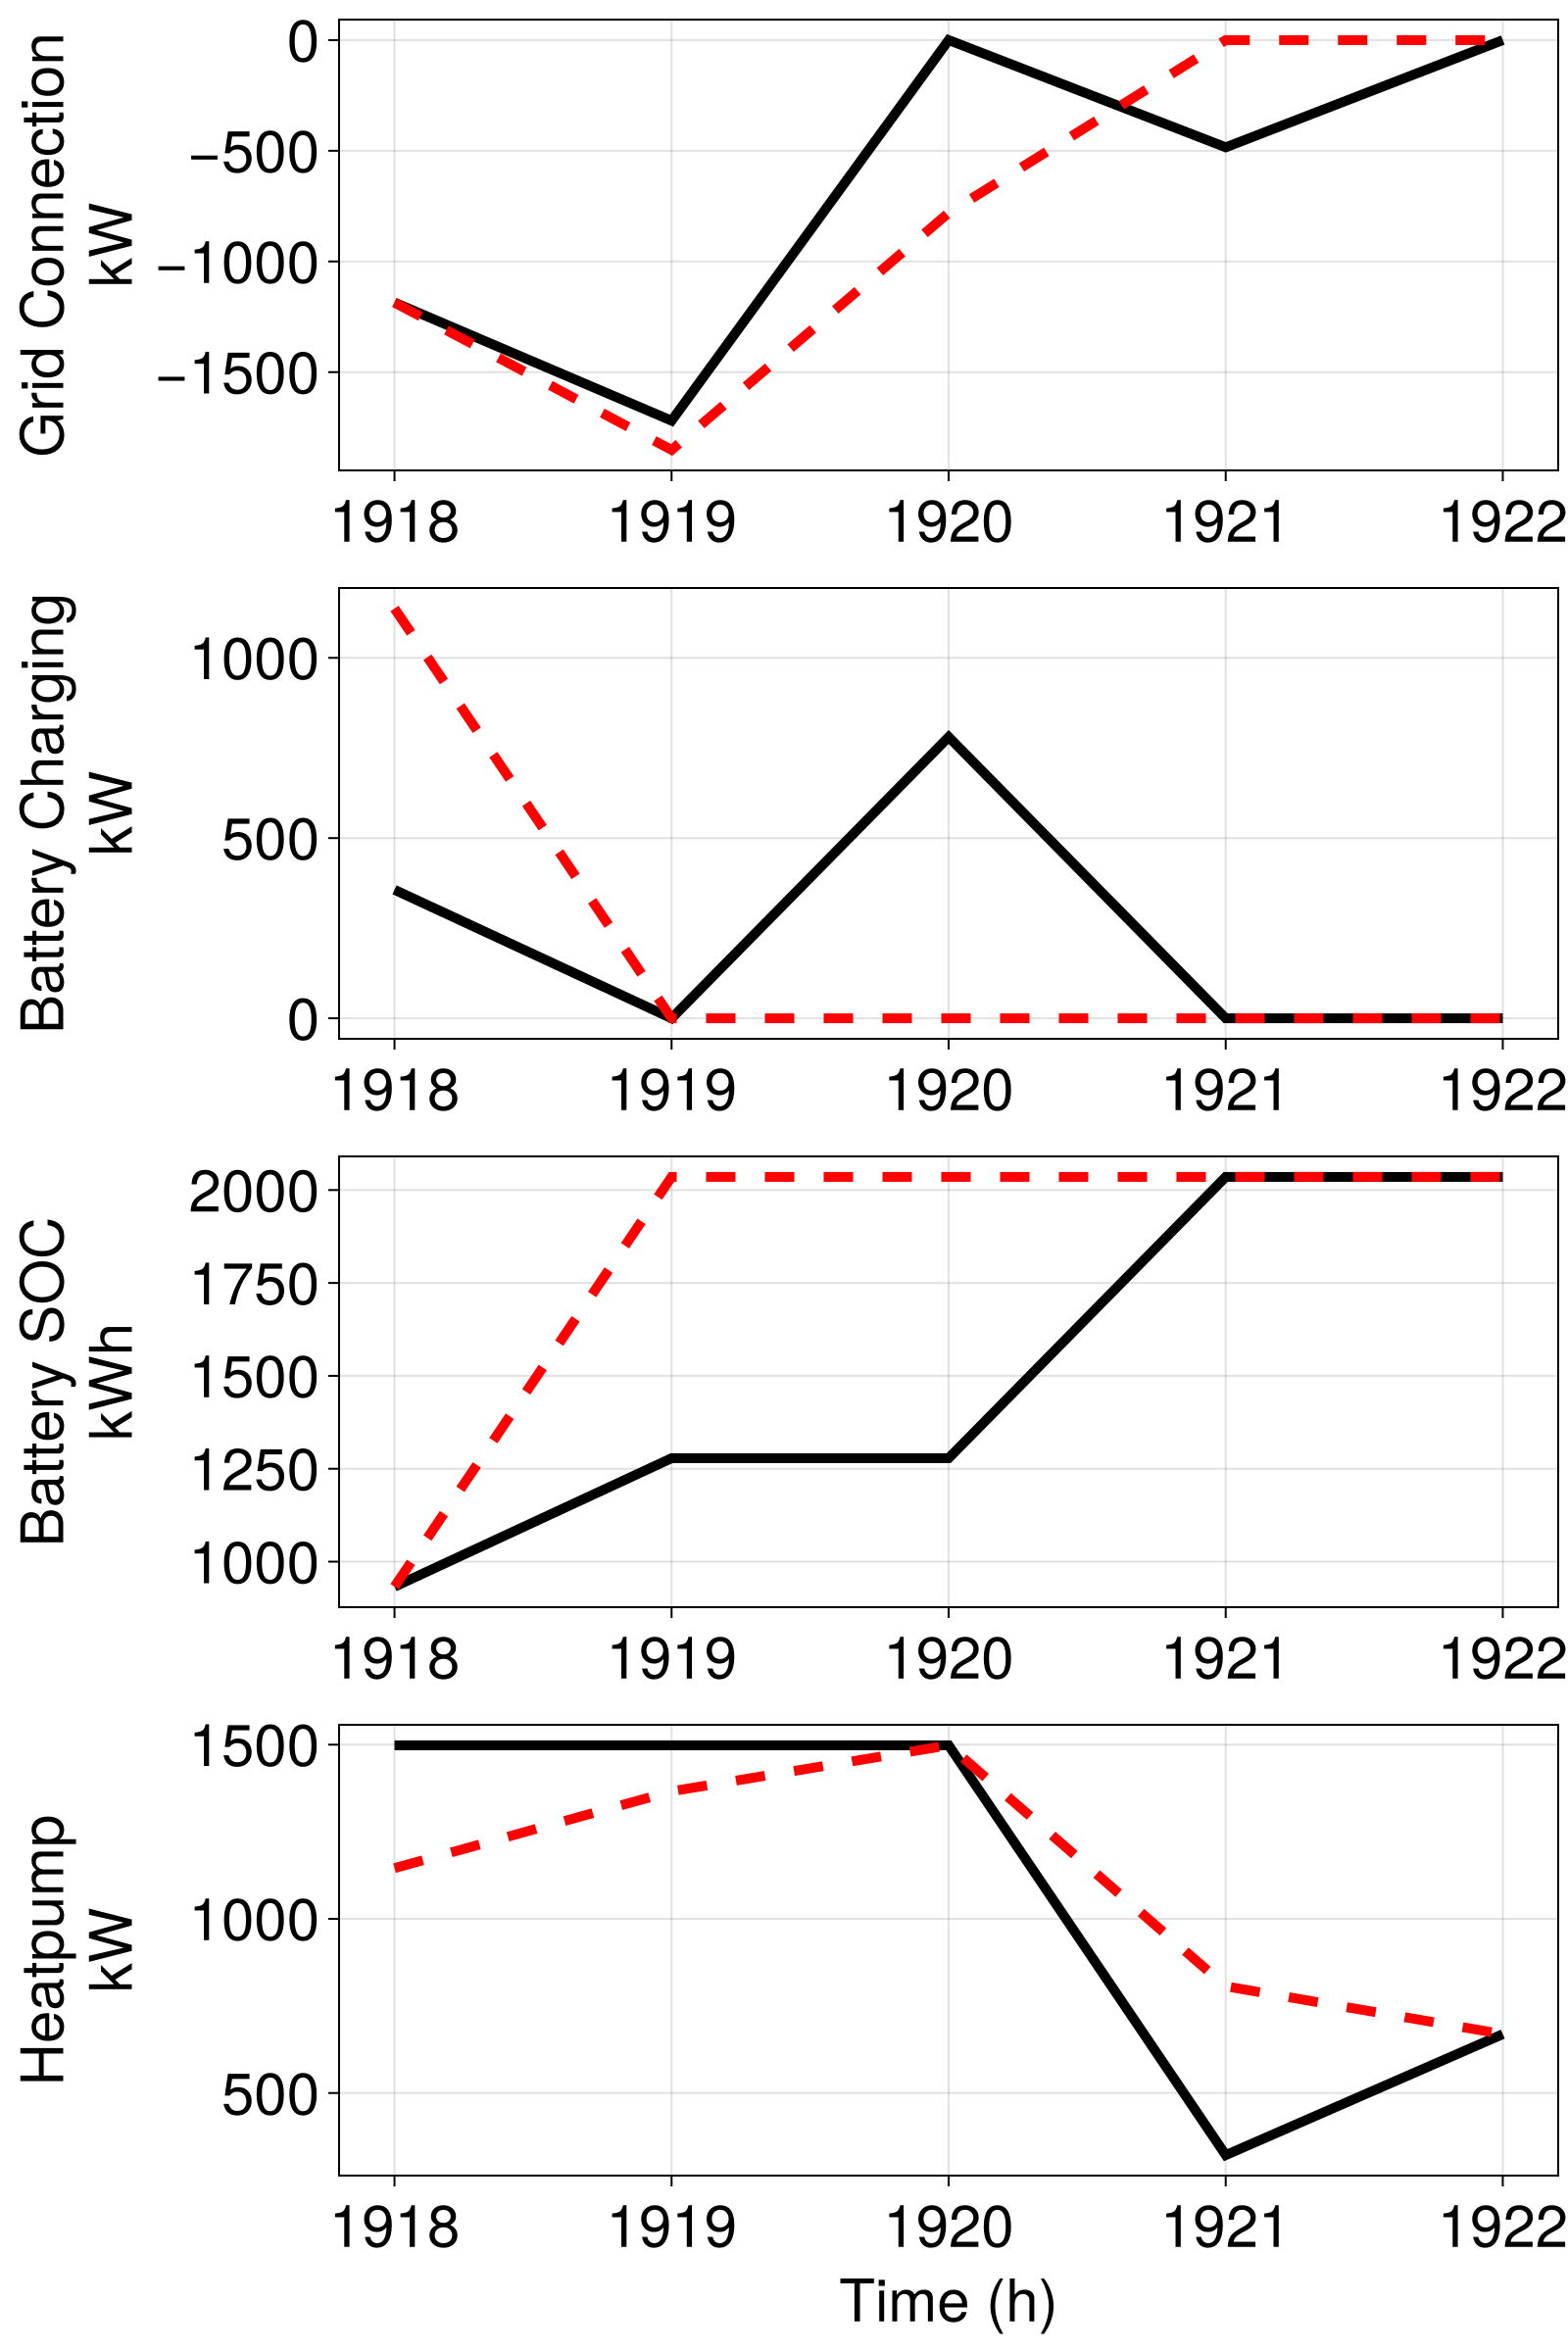 Grid Connection
kW
0
−500
−1000
−1500
1918 1919 1920 1921 1922
Battery Charging
kW
1000
500
0
1918 1919 1920 1921 1922
Battery SOC
kWh
2000
1750
1500
1250
1000
1918 1919 1920 1921 1922
Heatpump
kW
1500
1000
500
1918 1919 1920 1921 1922
Time (h)